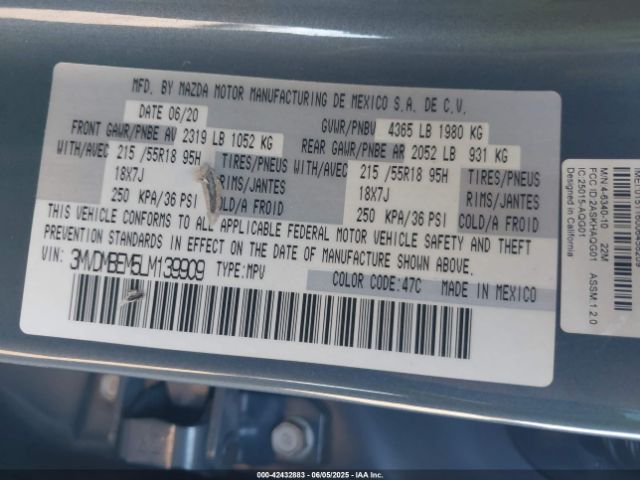 MFD. BY MAZDA MOTOR MANUFACTURING DE MEXICO S.A. DE C.V.
DATE 06/20
GVWR/PNBV 4365 LB 1980 KG
FRONT GAWR/PNBE AV 2319 LB 1052 KG
REAR GAWR/PNBE AR 2052 LB 931 KG
WITH/AVEC 215 /55R18 95H TIRES/PNEUS
WITH/AVEC 215 /55R18 95H TIRES/PNEUS
18X7J RIMS/JANTES
18X7J RIMS/JANTES
250 KPA/36 PSI COLD/A FROID
250 KPA/36 PSI COLD/A FROID
THIS VEHICLE CONFORMS TO ALL APPLICABLE FEDERAL MOTOR VEHICLE SAFETY AND THEFT
PREVENTION STANDARDS IN EFFECT ON THE DATE OF MANUFACTURE SHOWN ABOVE.
VIN: 3MVDMBEM5LM139909 TYPE:MPV
COLOR CODE:47C MADE IN MEXICO
M/N:4-6340-10 22M
FCC ID:2ASKHAQG01 ASSM:1.2.0
IC:25015-AQG01
Designed in California
000-42432883 - 06/05/2025 - IAA Inc.